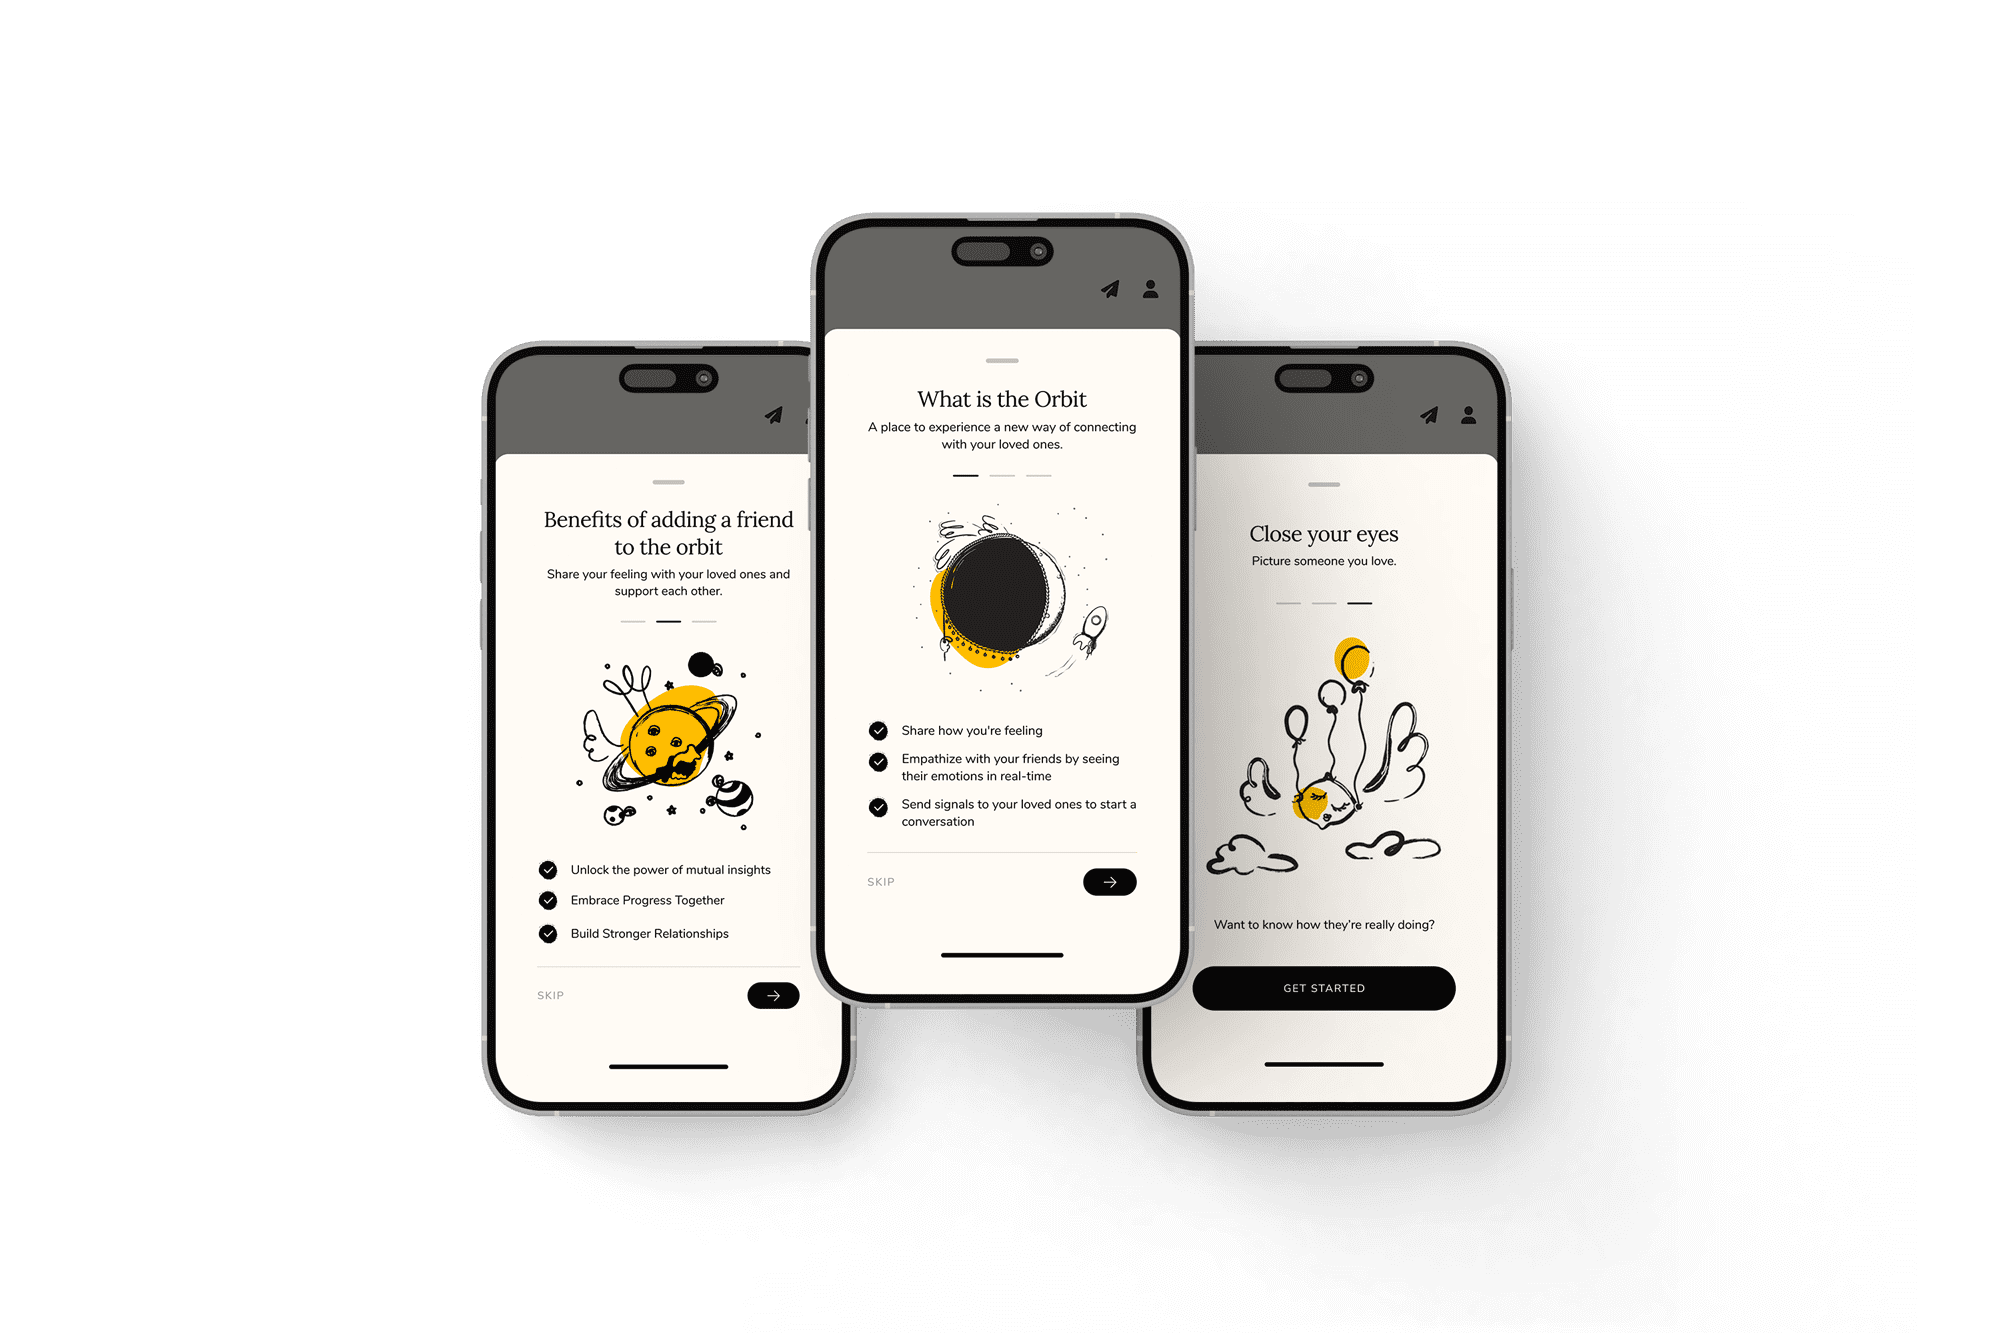 Benefits of adding a friend
to the orbit
Share your feeling with your loved ones and
support each other.
Unlock the power of mutual insights
Embrace Progress Together
Build Stronger Relationships
SKIP
What is the Orbit
A place to experience a new way of connecting
with your loved ones.
Share how you're feeling
Empathize with your friends by seeing
their emotions in real-time
Send signals to your loved ones to start a
conversation
SKIP
Close your eyes
Picture someone you love.
Want to know how they're really doing?
GET STARTED